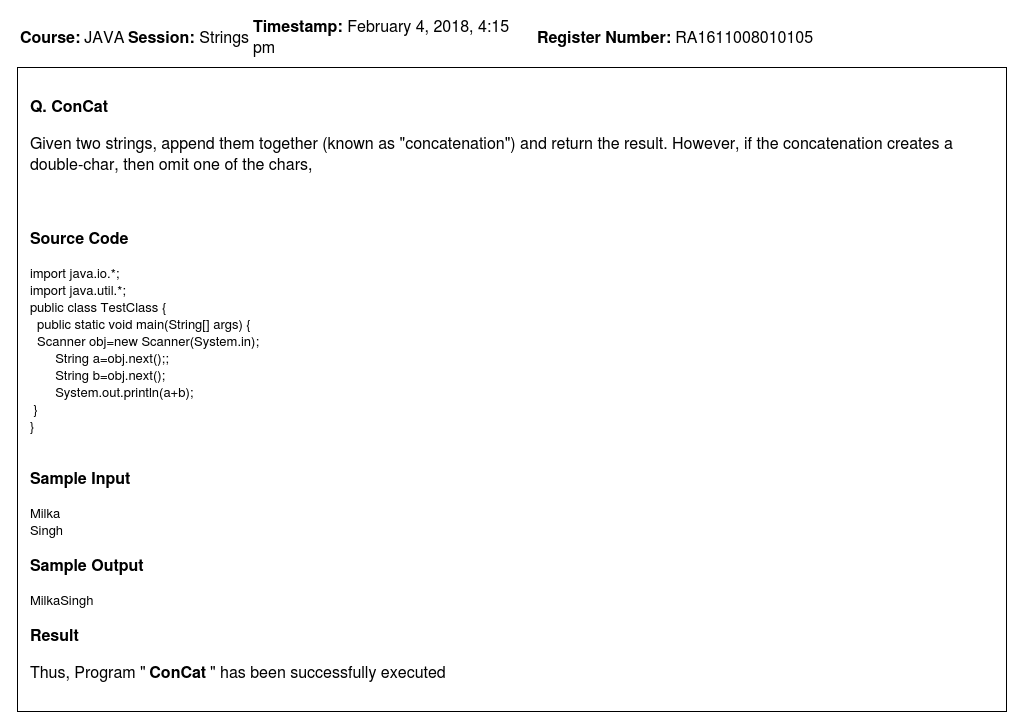 Course: JAVA Session: Strings Timestamp: February 4, 2018, 4:15 pm Register Number: RA1611008010105
Q. ConCat
Given two strings, append them together (known as "concatenation") and return the result. However, if the concatenation creates a
double-char, then omit one of the chars,
Source Code
import java.io.*;
import java.util.*;
public class TestClass {
public static void main(String[] args) {
Scanner obj=new Scanner(System.in);
String a=obj.next();;
String b=obj.next();
System.out.println(a+b);
}
}
Sample Input
Milka
Singh
Sample Output
MilkaSingh
Result
Thus, Program " ConCat " has been successfully executed